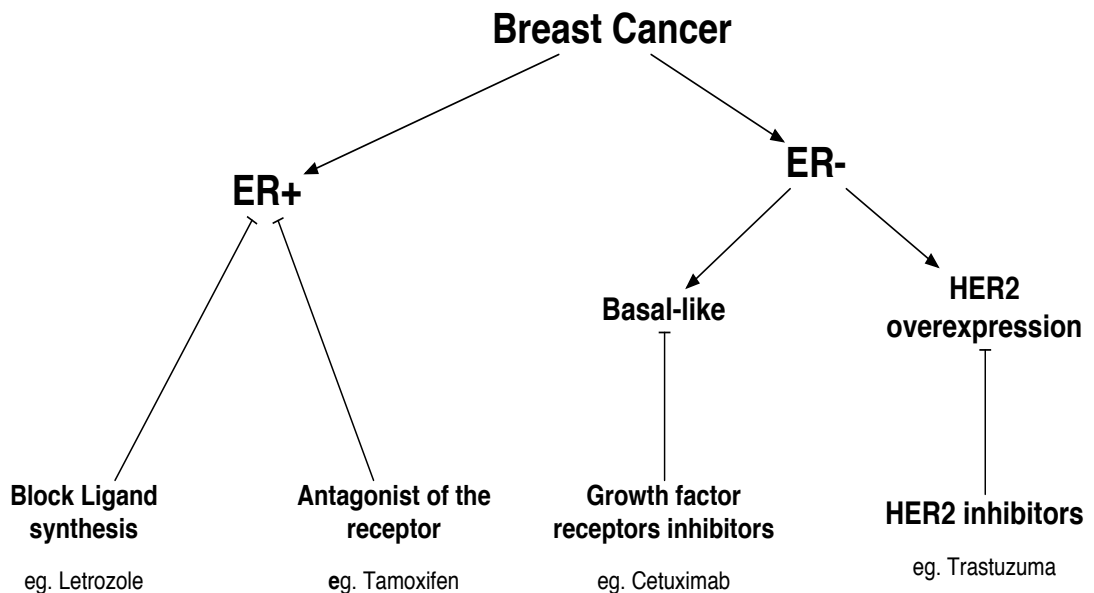 Breast Cancer
ER+
ER-
Basal-like
HER2
overexpression
Block Ligand
synthesis
eg. Letrozole
Antagonist of the
receptor
eg. Tamoxifen
Growth factor
receptors inhibitors
eg. Cetuximab
HER2 inhibitors
eg. Trastuzuma